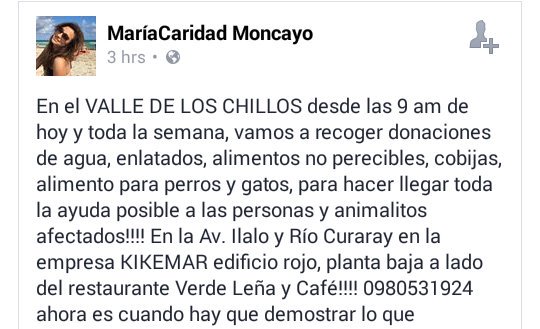 MaríaCaridad Moncayo
3 hrs •
En el VALLE DE LOS CHILLOS desde las 9 am de
hoy y toda la semana, vamos a recoger donaciones
de agua, enlatados, alimentos no perecibles, cobijas,
alimento para perros y gatos, para hacer llegar toda
la ayuda posible a las personas y animalitos
afectados!!!! En la Av. Ilalo y Río Curaray en la
empresa KIKEMAR edificio rojo, planta baja a lado
del restaurante Verde Leña y Café!!!! 0980531924
ahora es cuando hay que demostrar lo que